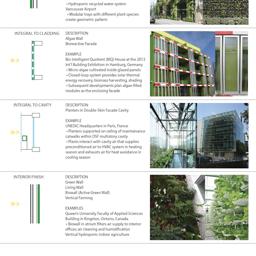 • Hydroponic recycled water system
Vancouver Airport
• Modular trays with different plant species create geometric pattern
INTEGRAL TO CLADDING
DESCRIPTION
Algae Wall
Bioreactive Facade
EXAMPLE
Bio Intelligent Quotient (BIQ) House at the 2013
IBA Building Exhibition in Hamburg, Germany
• Micro-algae cultivated inside glazed panels
• Closed-loop system provides solar thermal
energy recovery, biomass harvesting, shading
• Subsequent developments plan algae filled
modules as the enclosing facade
INTEGRAL TO CAVITY
DESCRIPTION
Planters in Double Skin Facade Cavity
EXAMPLE
UNEDIC Headquarters in Paris, France
• Planters supported on ceiling of maintenance
catwalks within DSF multistory cavity
• Plants interact with cavity air that supplies
preconditioned air to HVAC system in heating
season and exhausts air for heat avoidance in
cooling season
INTERIOR FINISH
DESCRIPTION
Green Wall
Living Wall
Biowall (Active Green Wall)
Vertical Farming
EXAMPLES
Queen's University Faculty of Applied Sciences
Building in Kingston, Ontario, Canada
• Biowall in atrium filters air supply to interior
offices; air cleaning and humidification
Vertical hydroponic indoor agriculture